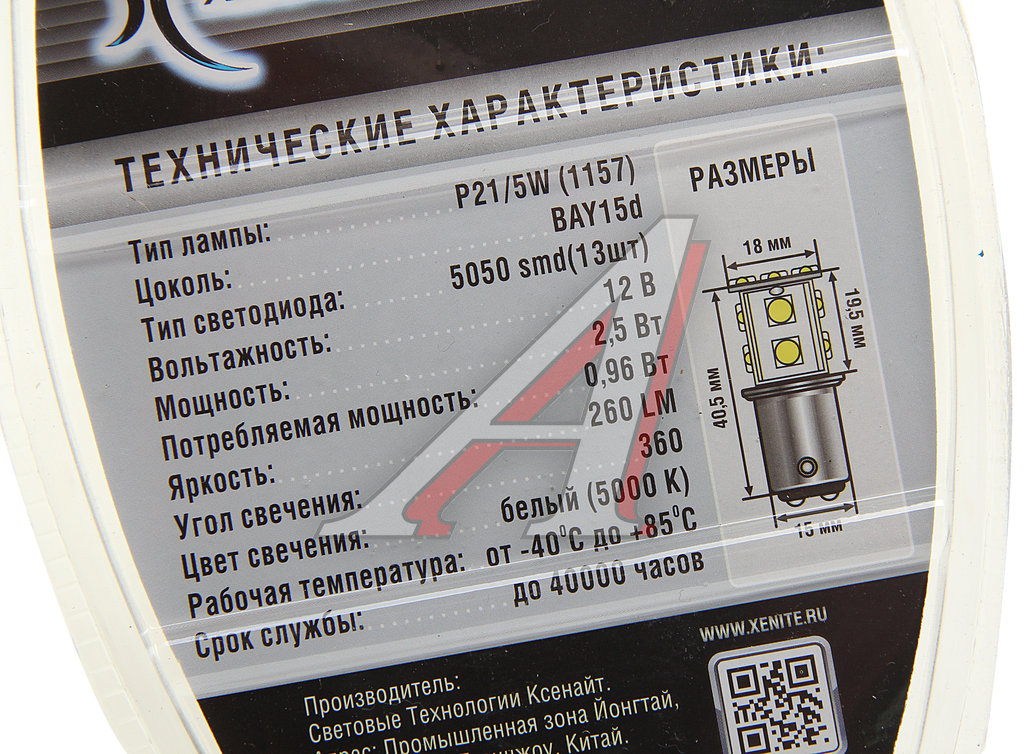 ТЕХНИЧЕСКИЕ ХАРАКТЕРИСТИКИ:
Тип лампы: P21/5W (1157)
Цоколь: BAY15d
Тип светодиода: 5050 smd(13шт)
Вольтажность: 12 В
Мощность: 2,5 Вт
Потребляемая мощность: 0,96 Вт
Яркость: 260 LM
Угол свечения: 360
Цвет свечения: белый (5000 К)
Рабочая температура: от -40°С до +85°С
Срок службы: до 40000 часов
РАЗМЕРЫ
18 мм
19,5 мм
40,5 мм
15 мм
WWW.XENITE.RU
Производитель:
Световые Технологии Ксенайт.
Адрес: Промышленная зона Йонгтай,
Китай.